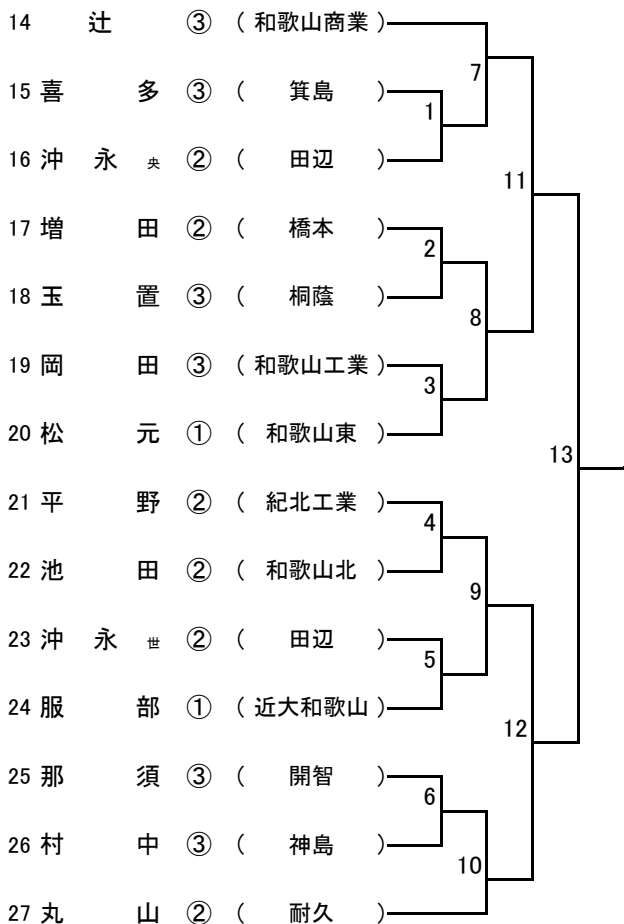 14 辻 ③ ( 和歌山商業 )
7
15 喜多 ③ ( 箕島 )
1
16 沖永 央 ② ( 田辺 )
11
17 増田 ② ( 橋本 )
2
18 玉置 ③ ( 桐蔭 )
8
19 岡田 ③ ( 和歌山工業 )
3
20 松元 ① ( 和歌山東 )
13
21 平野 ② ( 紀北工業 )
4
22 池田 ② ( 和歌山北 )
9
23 沖永 世 ② ( 田辺 )
5
24 服部 ① ( 近大和歌山 )
12
25 那須 ③ ( 開智 )
6
26 村中 ③ ( 神島 )
10
27 丸山 ② ( 耐久 )